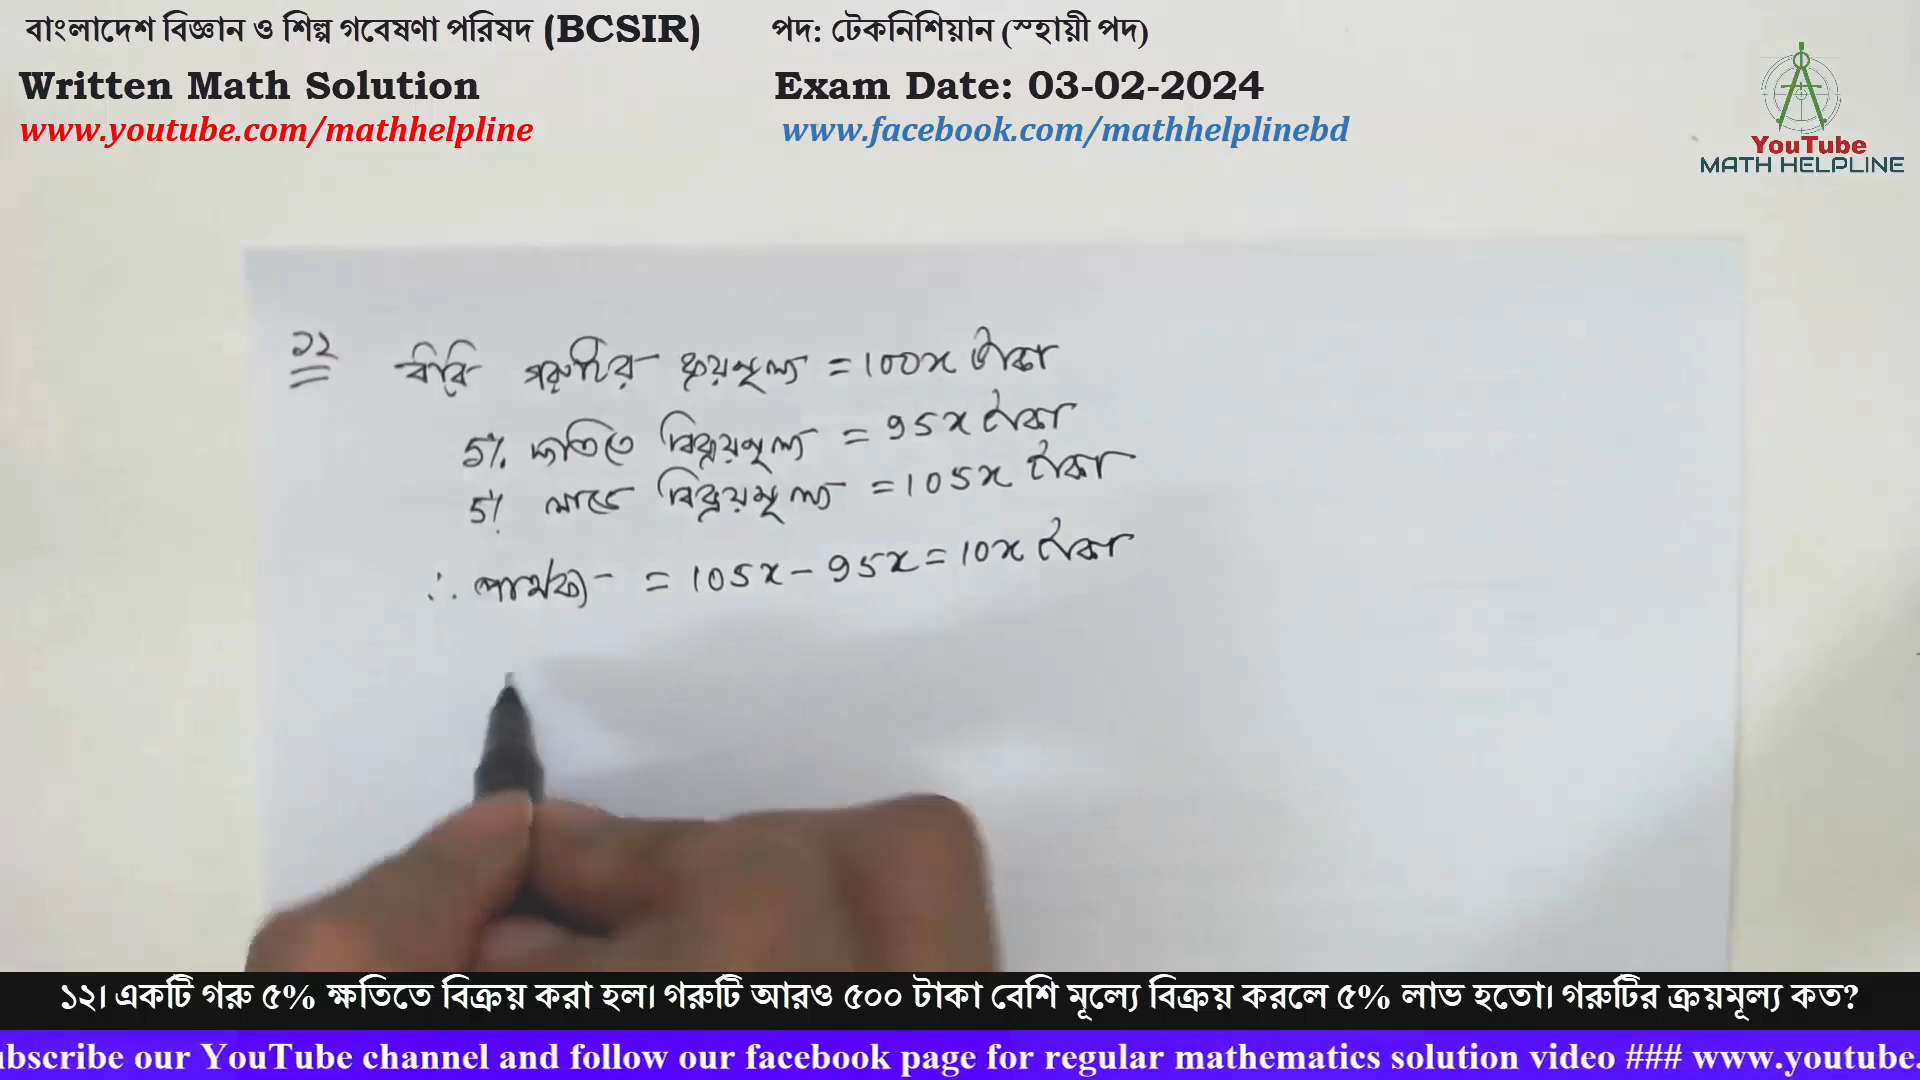 বাংলাদেশ বিজ্ঞান ও শিল্প গবেষণা পরিষদ (BCSIR)
পদ: টেকনিশিয়ান (স্হায়ী পদ)
Written Math Solution
Exam Date: 03-02-2024
www.youtube.com/mathhelpline
www.facebook.com/mathhelplinebd
YouTube
MATH HELPLINE
১২ ধরি গরুটির ক্রয়মূল্য = 100x টাকা
5% ক্ষতিতে বিক্রয়মূল্য = 95x টাকা
5% লাভে বিক্রয়মূল্য = 105x টাকা
∴ পার্থক্য = 105x - 95x = 10x টাকা
১২। একটি গরু ৫% ক্ষতিতে বিক্রয় করা হল। গরুটি আরও ৫০০ টাকা বেশি মূল্যে বিক্রয় করলে ৫% লাভ হতো। গরুটির ক্রয়মূল্য কত?
ubscribe our YouTube channel and follow our facebook page for regular mathematics solution video ### www.youtube.